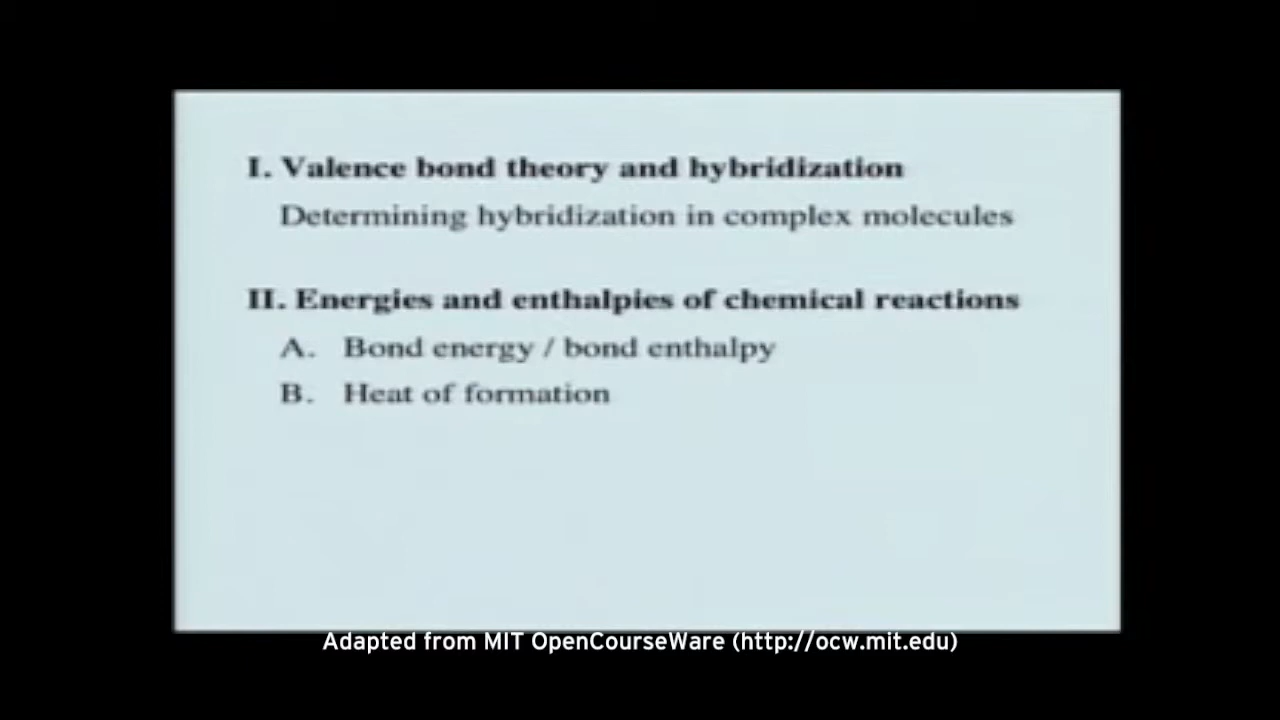 I. Valence bond theory and hybridization
Determining hybridization in complex molecules
II. Energies and enthalpies of chemical reactions
A. Bond energy / bond enthalpy
B. Heat of formation
Adapted from MIT OpenCourseWare (http://ocw.mit.edu)